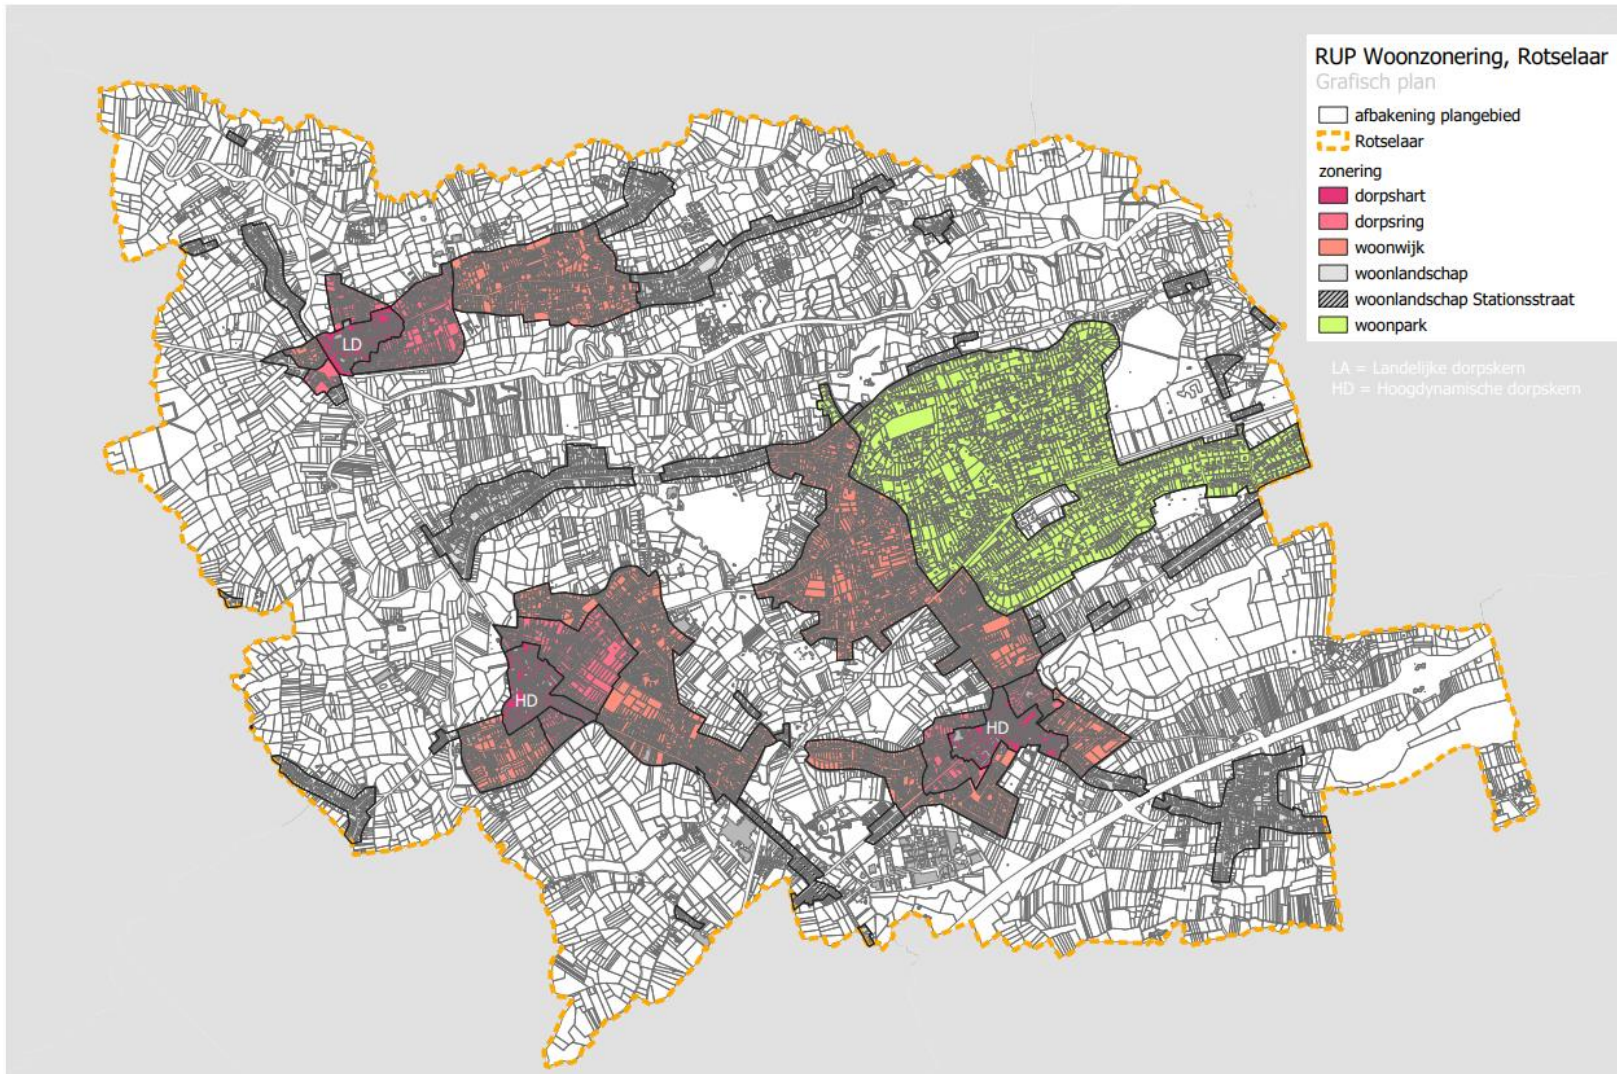 RUP Woonzonering, Rotselaar
Grafisch plan
afbakening plangebied
Rotselaar
zonering
dorpshart
dorpsring
woonwijk
woonlandschap
woonlandschap Stationsstraat
woonpark
LA = Landelijke dorpskern
HD = Hoogdynamische dorpskern
LD
HD
HD